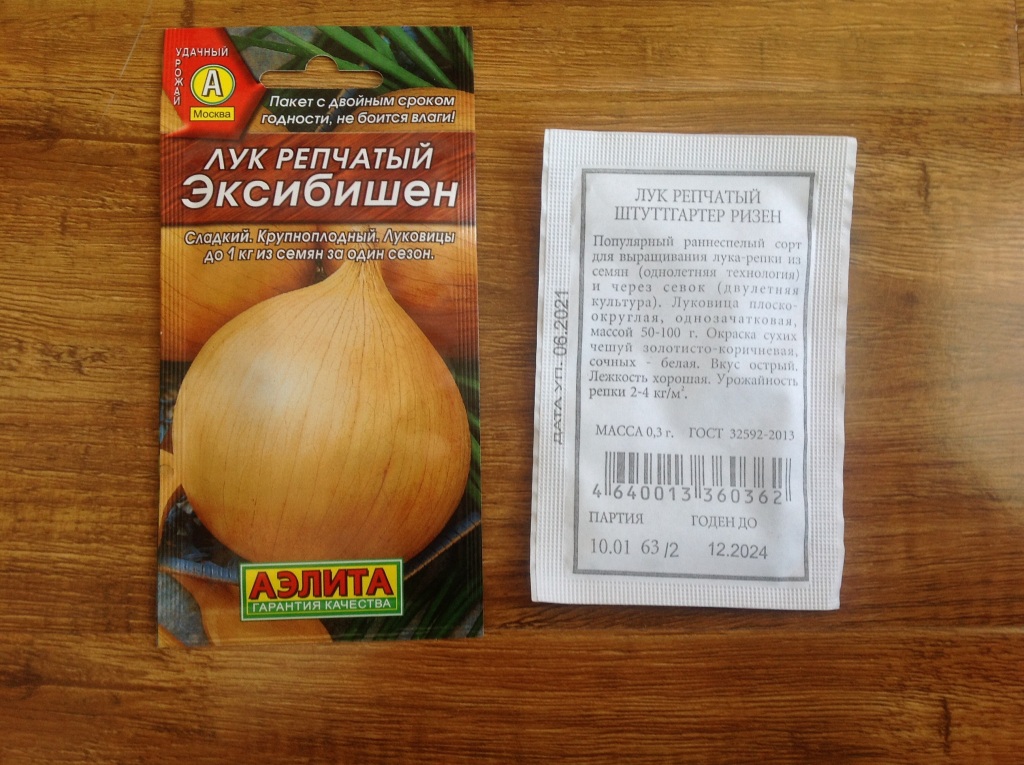 УДАЧНЫЙ
УРОЖАЙ
А
Москва
Пакет с двойным сроком
годности, не боится влаги!
ЛУК РЕПЧАТЫЙ
Эксибишен
Сладкий. Крупноплодный. Луковицы
до 1 кг из семян за один сезон.
АЭЛИТА
ГАРАНТИЯ КАЧЕСТВА
ЛУК РЕПЧАТЫЙ
ШТУТТГАРТЕР РИЗЕН
Популярный раннеспелый сорт
для выращивания лука-репки из
семян (однолетняя технология)
и через севок (двулетняя
культура). Луковица плоско-
округлая, однозачатковая,
массой 50-100 г. Окраска сухих
чешуй золотисто-коричневая,
сочных - белая. Вкус острый.
Лежкость хорошая. Урожайность
репки 2-4 кг/м².
МАССА 0,3 г. ГОСТ 32592-2013
4 640013 360362
ПАРТИЯ ГОДЕН ДО
10.01 63/2 12.2024
ДАТА УП. 06.2021